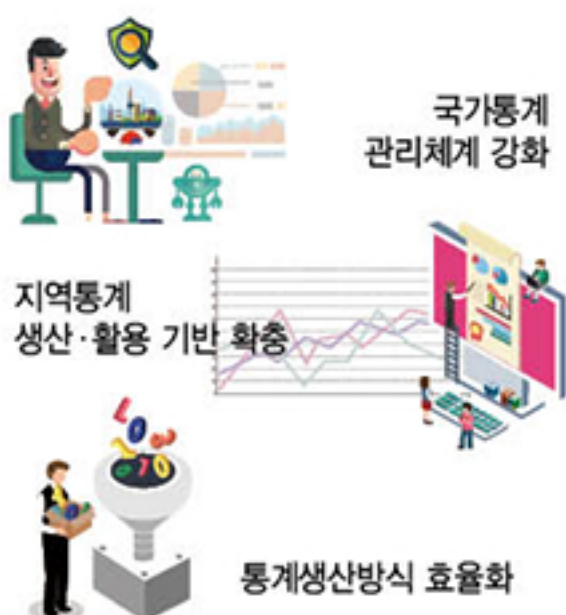 국가통계
관리체계 강화
지역통계
생산·활용 기반 확충
통계생산방식 효율화